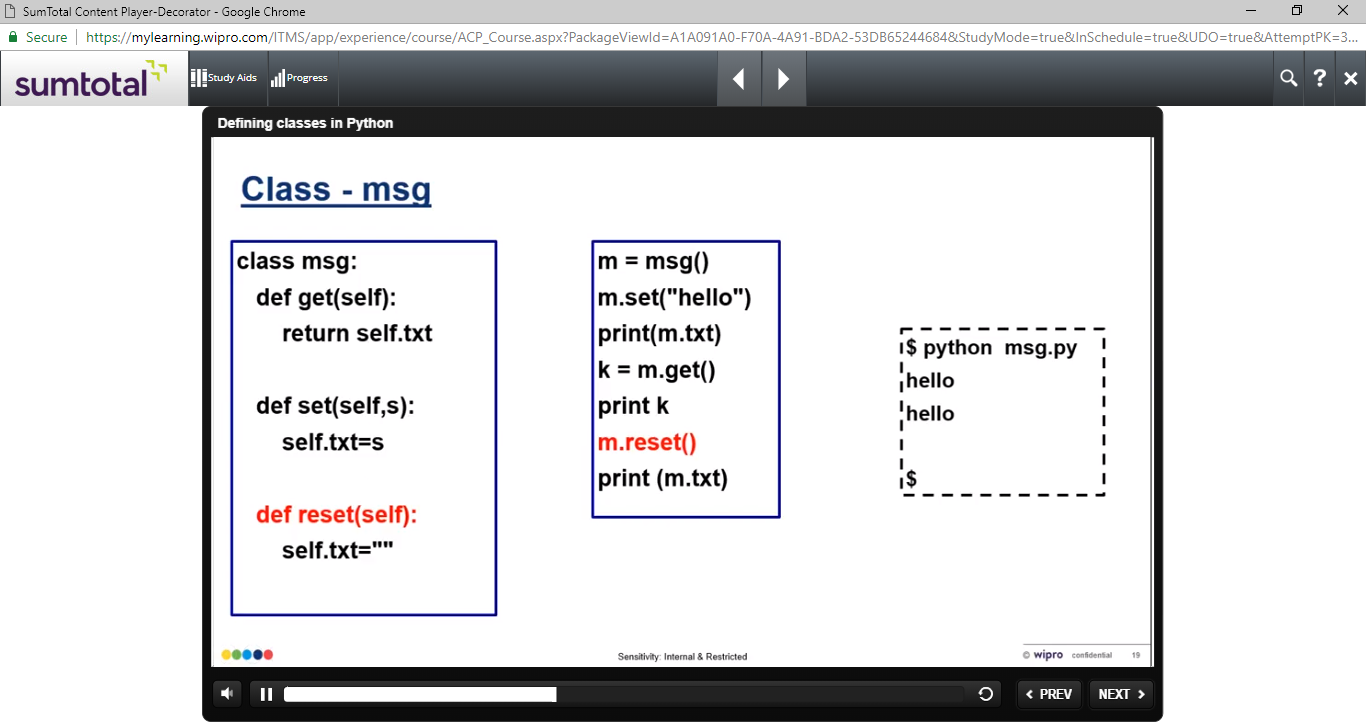 SumTotal Content Player-Decorator - Google Chrome
Secure | https://mylearning.wipro.com/ITMS/app/experience/course/ACP_Course.aspx?PackageViewId=A1A091A0-F70A-4A91-BDA2-53DB65244684&StudyMode=true&InSchedule=true&UDO=true&AttemptPK=3...
sumtotal
Study Aids
Progress
?
Defining classes in Python
Class - msg
class msg:
def get(self):
return self.txt
def set(self,s):
self.txt=s
def reset(self):
self.txt=""
m = msg()
m.set("hello")
print(m.txt)
k = m.get()
print k
m.reset()
print (m.txt)
$ python msg.py
hello
hello
$
Sensitivity: Internal & Restricted
© wipro confidential 19
PREV
NEXT